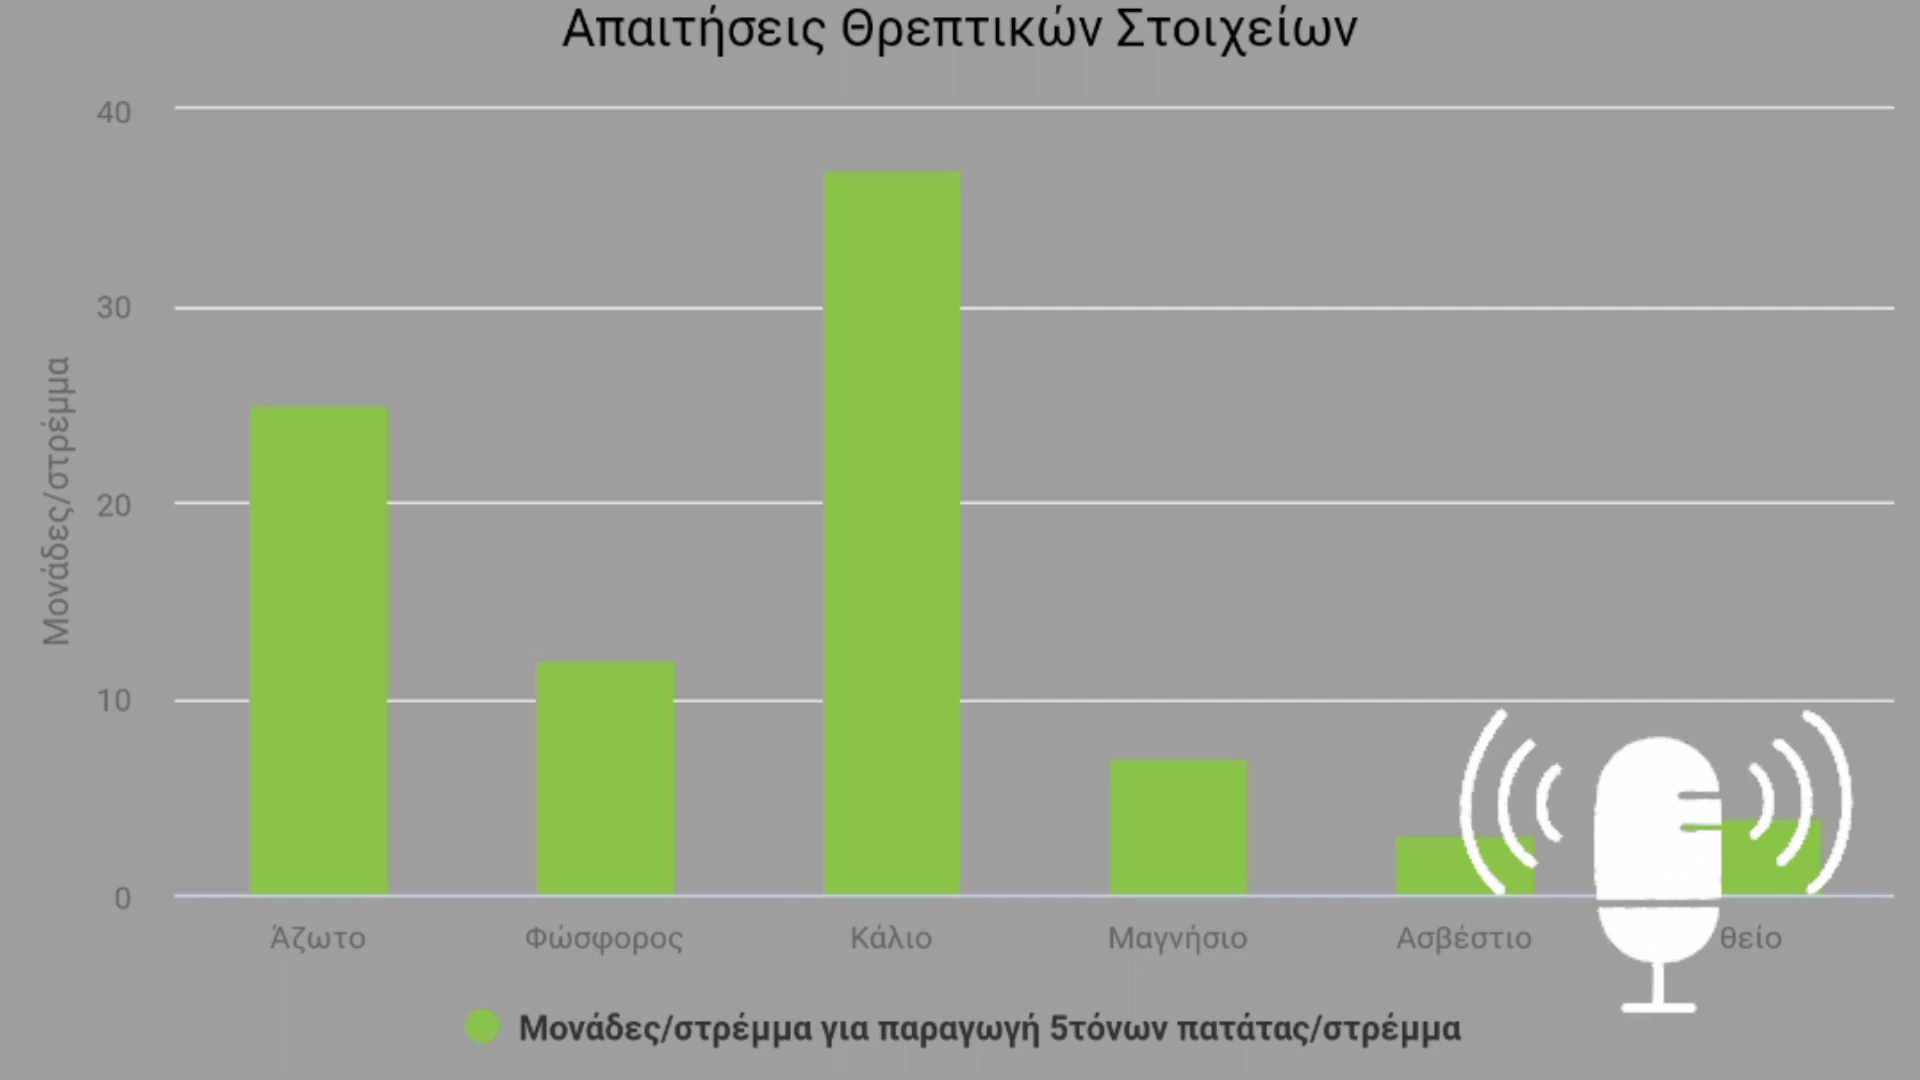 Απαιτήσεις Θρεπτικών Στοιχείων
40
30
20
10
0
Μονάδες/στρέμμα
Άζωτο
Φώσφορος
Κάλιο
Μαγνήσιο
Ασβέστιο
θείο
Μονάδες/στρέμμα για παραγωγή 5τόνων πατάτας/στρέμμα